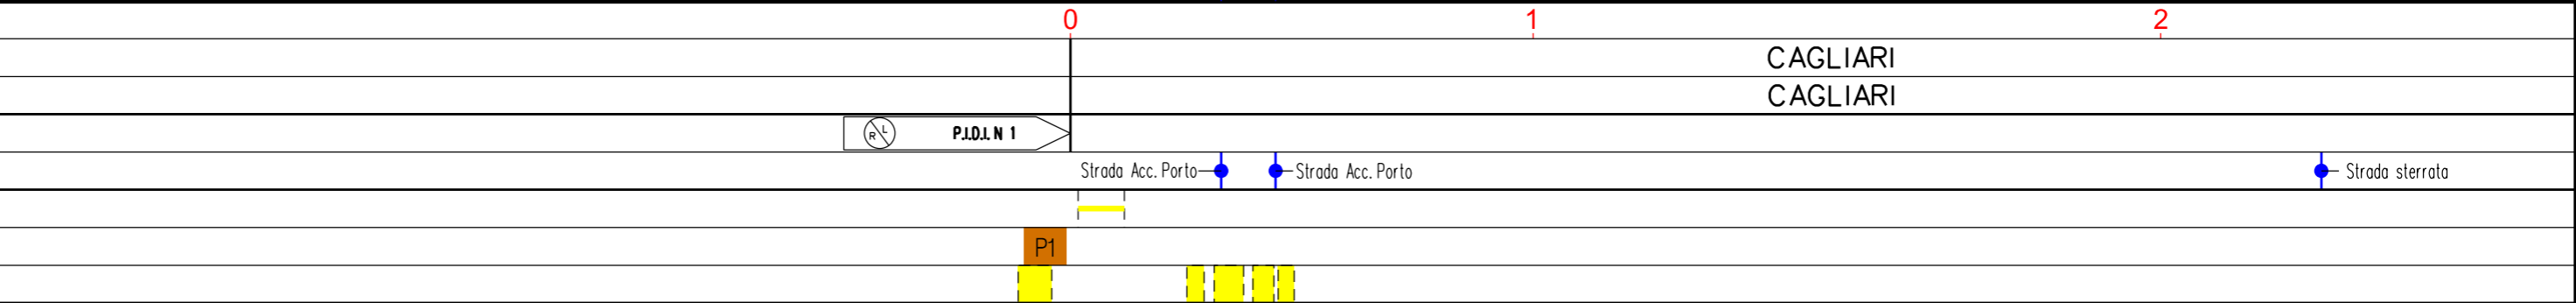 0 1 2
CAGLIARI
CAGLIARI
R L P.I.D.I. N 1
Strada Acc. Porto Strada Acc. Porto Strada sterrata
P1